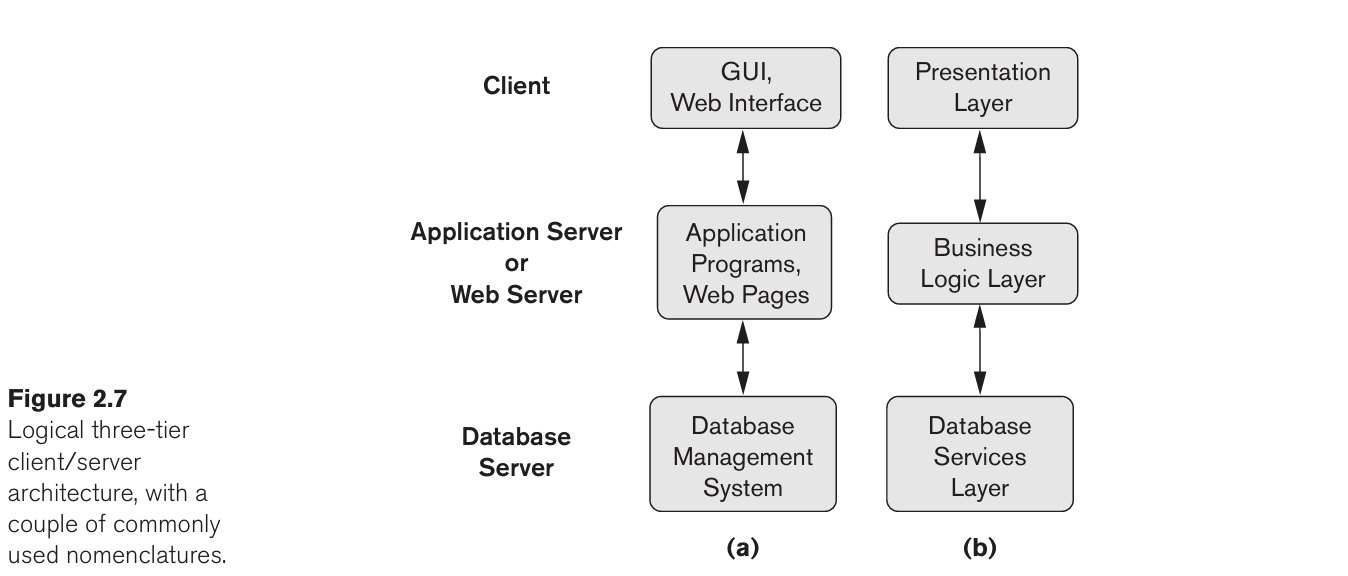 Client
GUI,
Web Interface
Presentation
Layer
Application Server
or
Web Server
Application
Programs,
Web Pages
Business
Logic Layer
Database
Server
Database
Management
System
Database
Services
Layer
(a)
(b)
Figure 2.7
Logical three-tier
client/server
architecture, with a
couple of commonly
used nomenclatures.